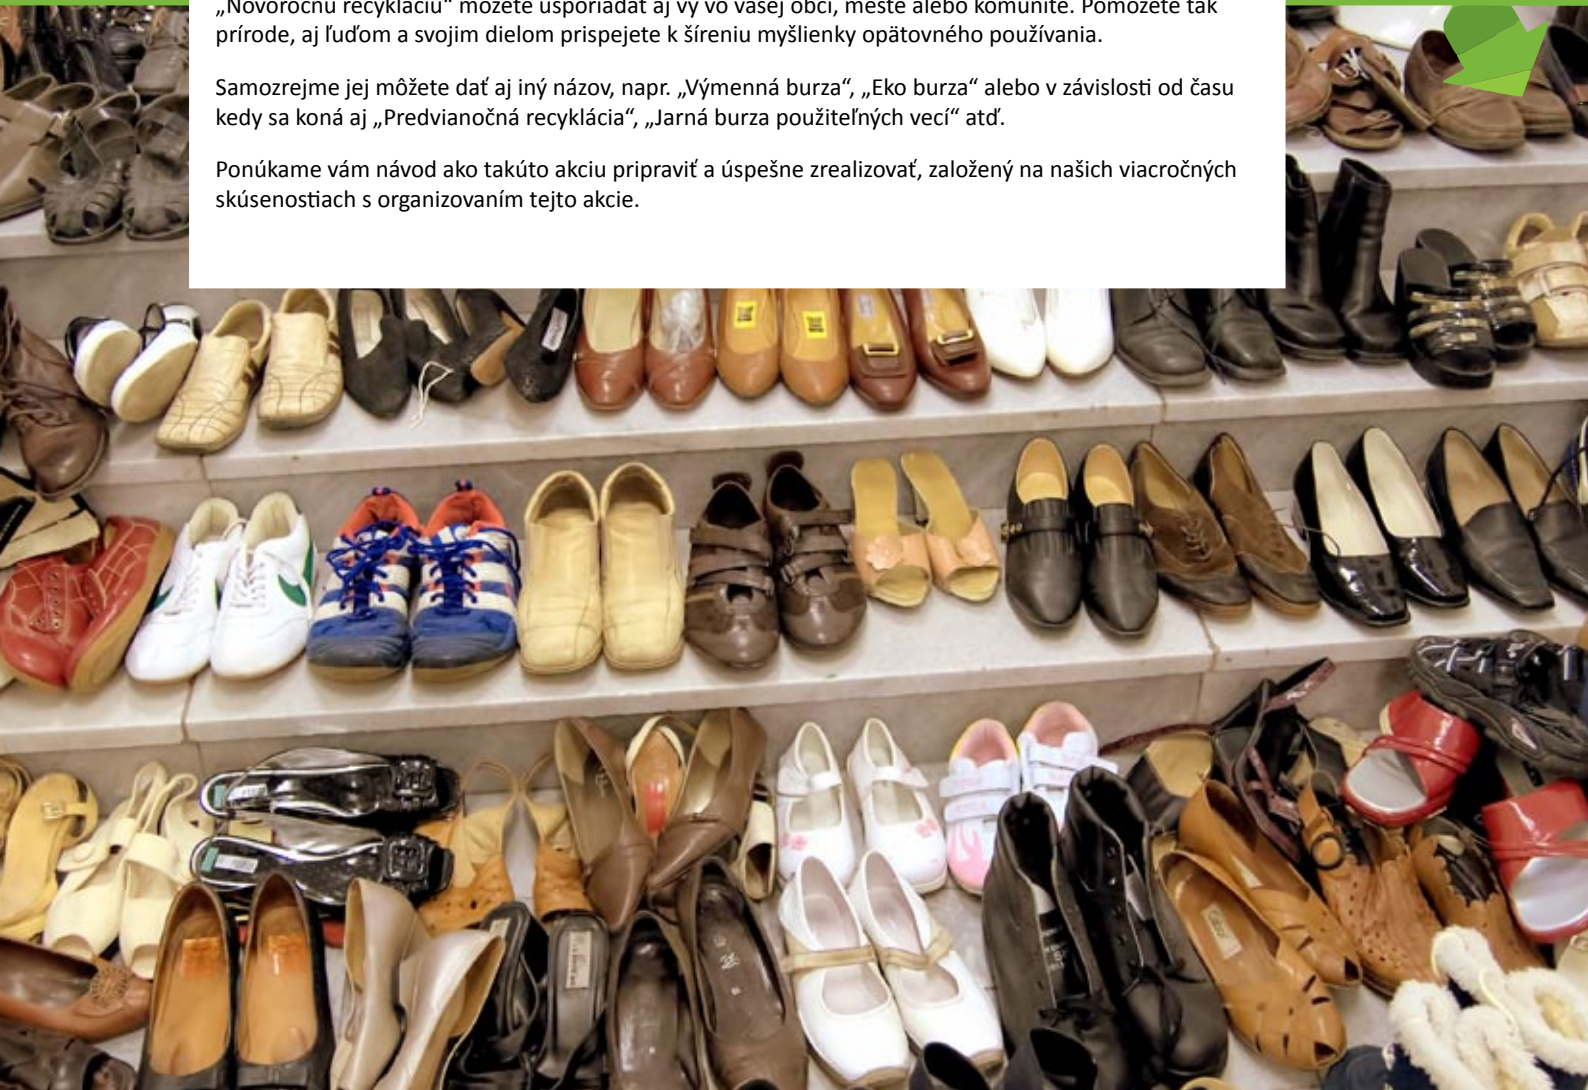 „Novoročnú recykláciu“ môžete usporiadať aj vy vo vašej obci, meste alebo komunite. Pomôžete tak
prírode, aj ľuďom a svojim dielom prispejete k šíreniu myšlienky opätovného používania.
Samozrejme jej môžete dať aj iný názov, napr. „Výmenná burza“, „Eko burza“ alebo v závislosti od času
kedy sa koná aj „Predvianočná recyklácia“, „Jarná burza použiteľných vecí“ atď.
Ponúkame vám návod ako takúto akciu pripraviť a úspešne zrealizovať, založený na našich viacročných
skúsenostiach s organizovaním tejto akcie.